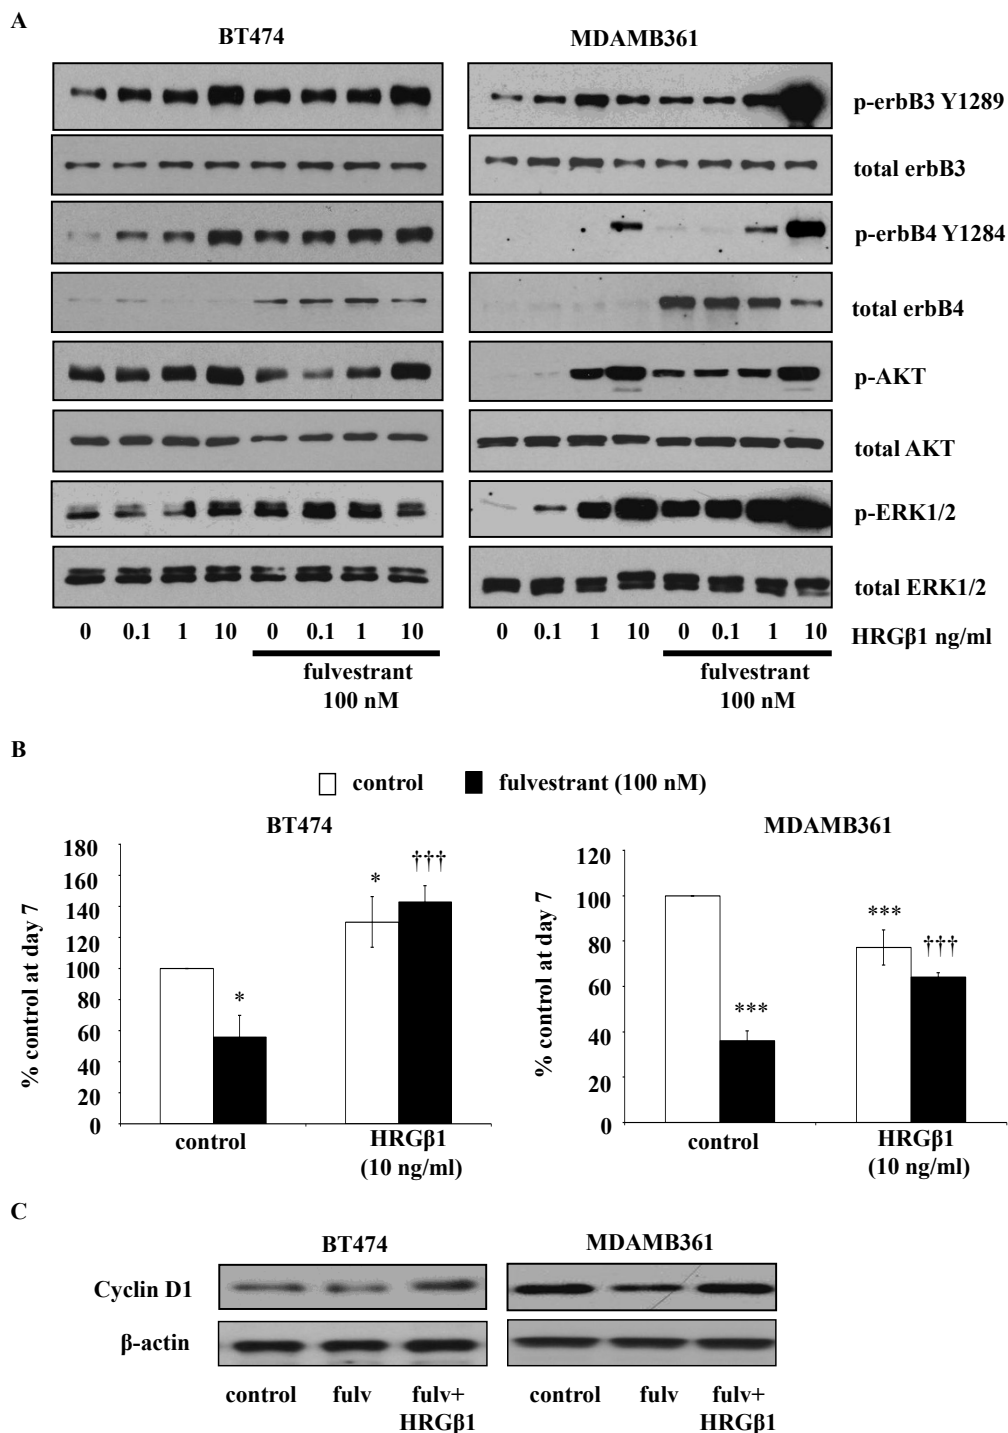 A
BT474 MDAMB361
p-erbB3 Y1289
total erbB3
p-erbB4 Y1284
total erbB4
p-AKT
total AKT
p-ERK1/2
total ERK1/2
0 0.1 1 10 0 0.1 1 10 0 0.1 1 10 0 0.1 1 10 HRGβ1 ng/ml
fulvestrant fulvestrant
100 nM 100 nM
B
control fulvestrant (100 nM)
BT474
% control at day 7
180
160
140
120
100
80
60
40
20
0
*
*
†††
control HRGβ1
(10 ng/ml)
MDAMB361
% control at day 7
120
100
80
60
40
20
0
***
***
†††
control HRGβ1
(10 ng/ml)
C
BT474 MDAMB361
Cyclin D1
β-actin
control fulv fulv+ control fulv fulv+
HRGβ1 HRGβ1